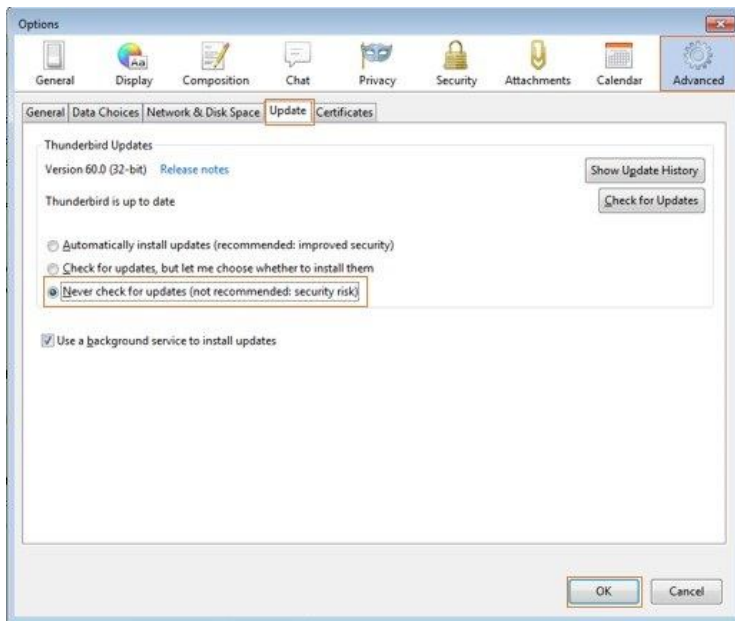 Options
General Display Composition Chat Privacy Security Attachments Calendar Advanced
General Data Choices Network & Disk Space Update Certificates
Thunderbird Updates
Version 60.0 (32-bit) Release notes
Show Update History
Thunderbird is up to date
Check for Updates
Automatically install updates (recommended: improved security)
Check for updates, but let me choose whether to install them
Never check for updates (not recommended: security risk)
Use a background service to install updates
OK Cancel